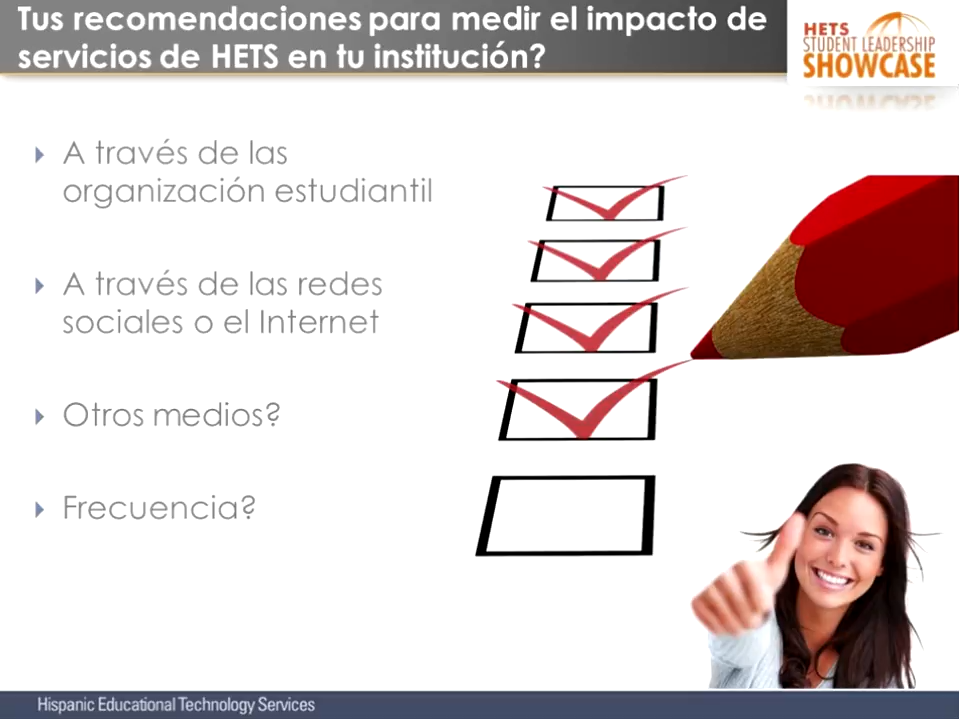 Tus recomendaciones para medir el impacto de
servicios de HETS en tu institución?
HETS
STUDENT LEADERSHIP
SHOWCASE
A través de las
organización estudiantil
A través de las redes
sociales o el Internet
Otros medios?
Frecuencia?
Hispanic Educational Technology Services